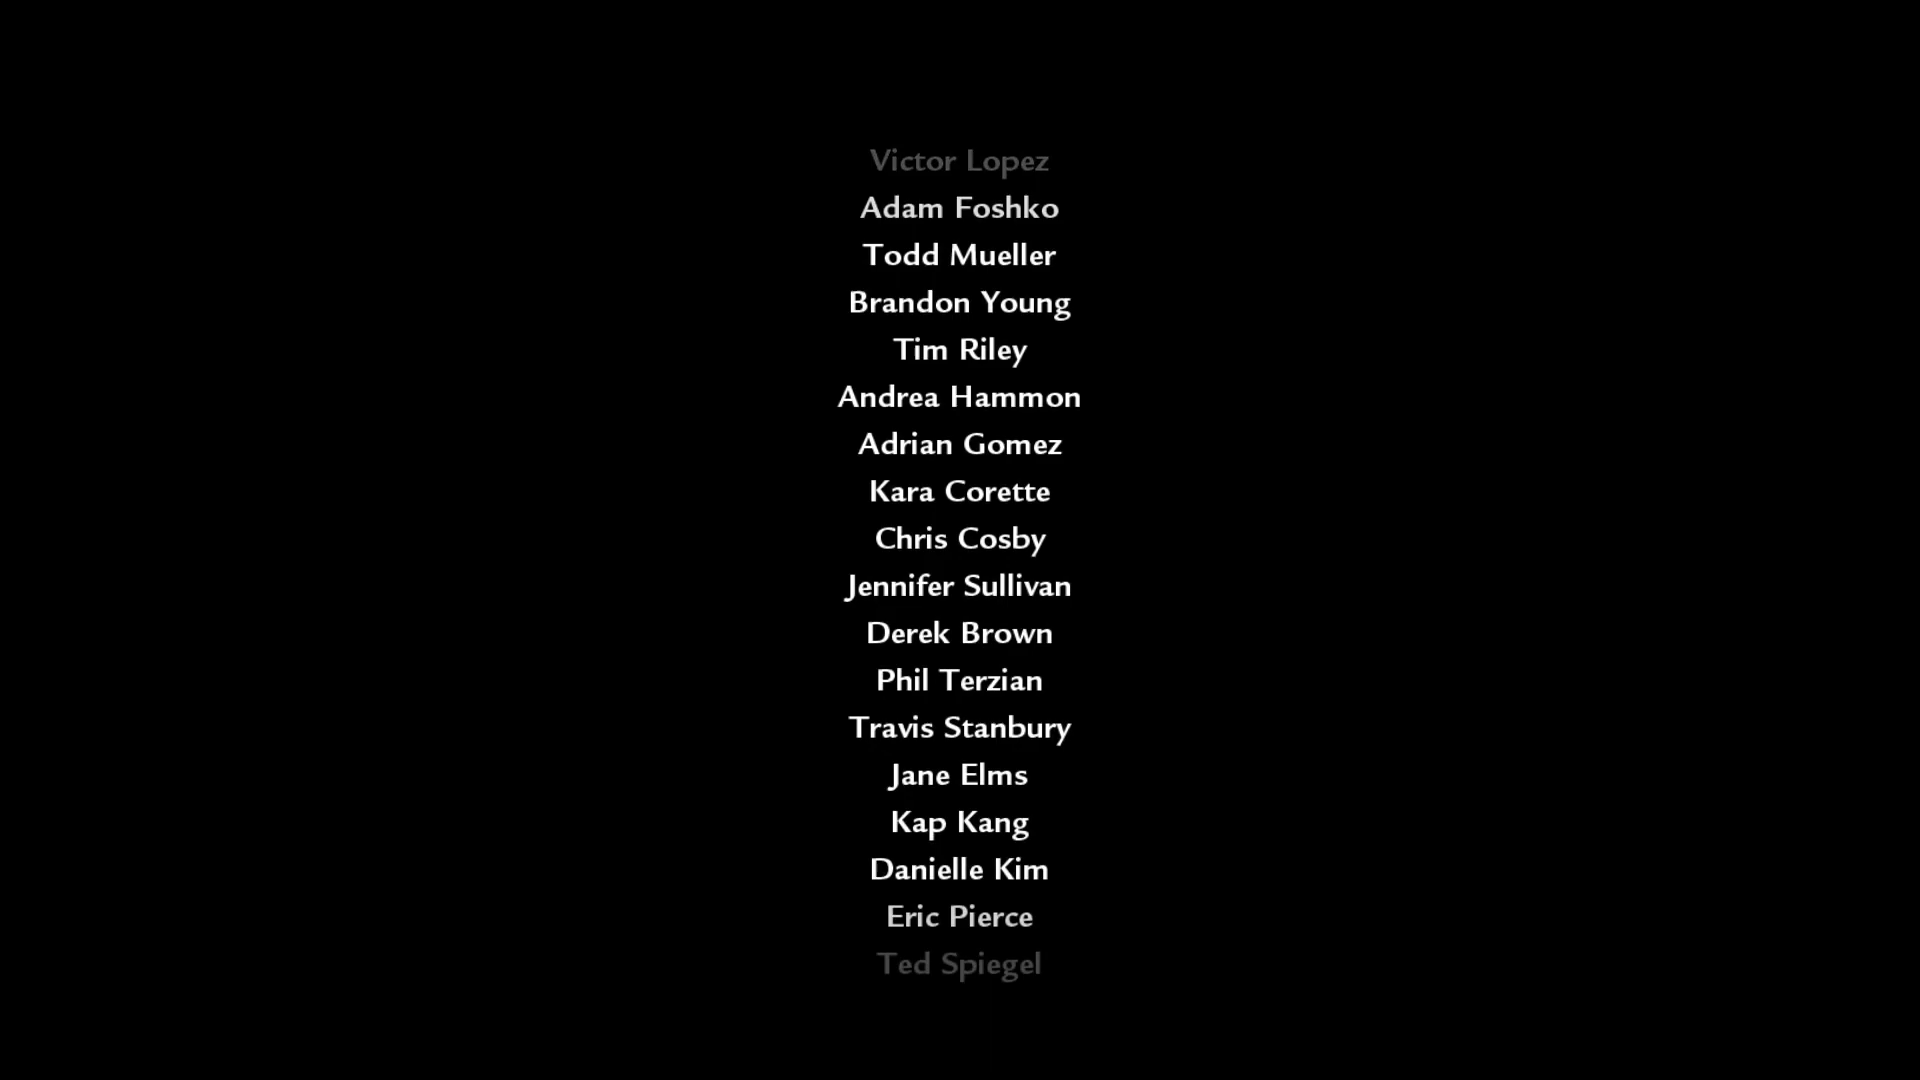 Victor Lopez
Adam Foshko
Todd Mueller
Brandon Young
Tim Riley
Andrea Hammon
Adrian Gomez
Kara Corette
Chris Cosby
Jennifer Sullivan
Derek Brown
Phil Terzian
Travis Stanbury
Jane Elms
Kap Kang
Danielle Kim
Eric Pierce
Ted Spiegel